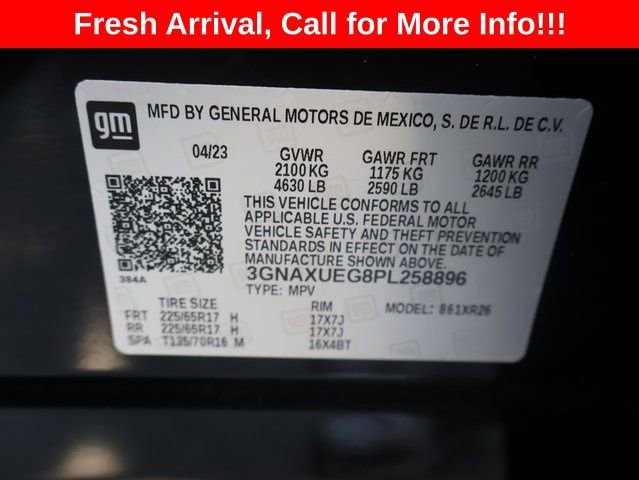 Fresh Arrival, Call for More Info!!!
gm
MFD BY GENERAL MOTORS DE MEXICO, S. DE R.L. DE C.V.
04/23 GVWR GAWR FRT GAWR RR
2100 KG 1175 KG 1200 KG
4630 LB 2590 LB 2645 LB
THIS VEHICLE CONFORMS TO ALL
APPLICABLE U.S. FEDERAL MOTOR
VEHICLE SAFETY AND THEFT PREVENTION
STANDARDS IN EFFECT ON THE DATE OF
MANUFACTURE SHOWN ABOVE.
384A
3GNAXUEG8PL258896
TYPE: MPV MODEL: 861XR26
TIRE SIZE RIM
FRT 225/65R17 H 17X7J
RR 225/65R17 H 17X7J
SPA T135/70R16 M 16X4BT